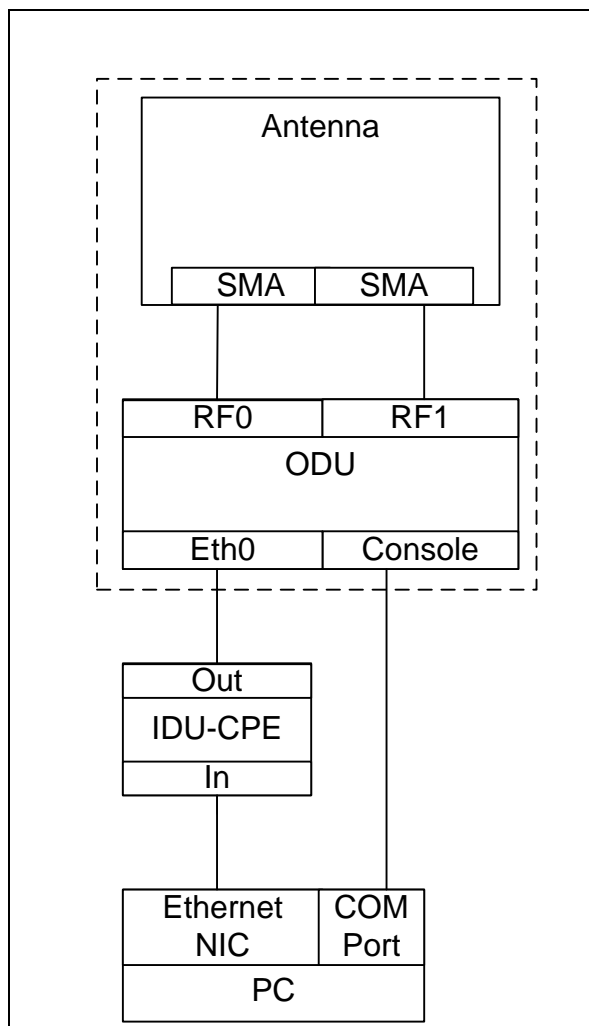 Antenna
SMA SMA
RF0 RF1
ODU
Eth0 Console
Out
IDU-CPE
In
Ethernet COM
NIC Port
PC